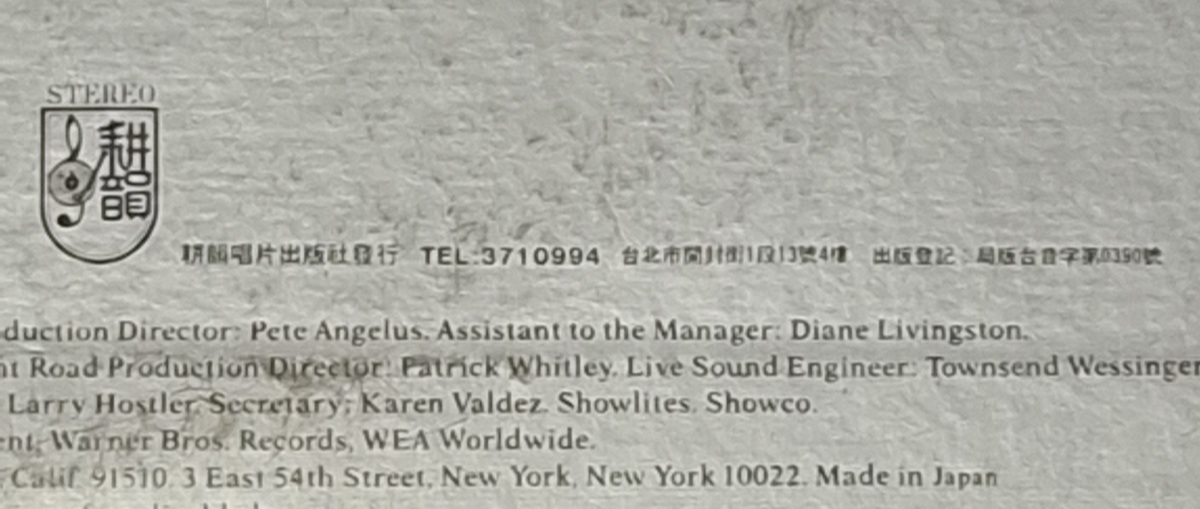 STEREO
耕韻
耕韻唱片出版社發行 TEL:3710994 台北市開封街1段13號4樓 出版登記:局版台音字第0390號
duction Director: Pete Angelus. Assistant to the Manager: Diane Livingston.
nt Road Production Director: Patrick Whitley. Live Sound Engineer: Townsend Wessinger
Larry Hostler. Secretary: Karen Valdez. Showlites. Showco.
ent, Warner Bros. Records, WEA Worldwide.
Calif. 91510. 3 East 54th Street, New York, New York 10022. Made in Japan